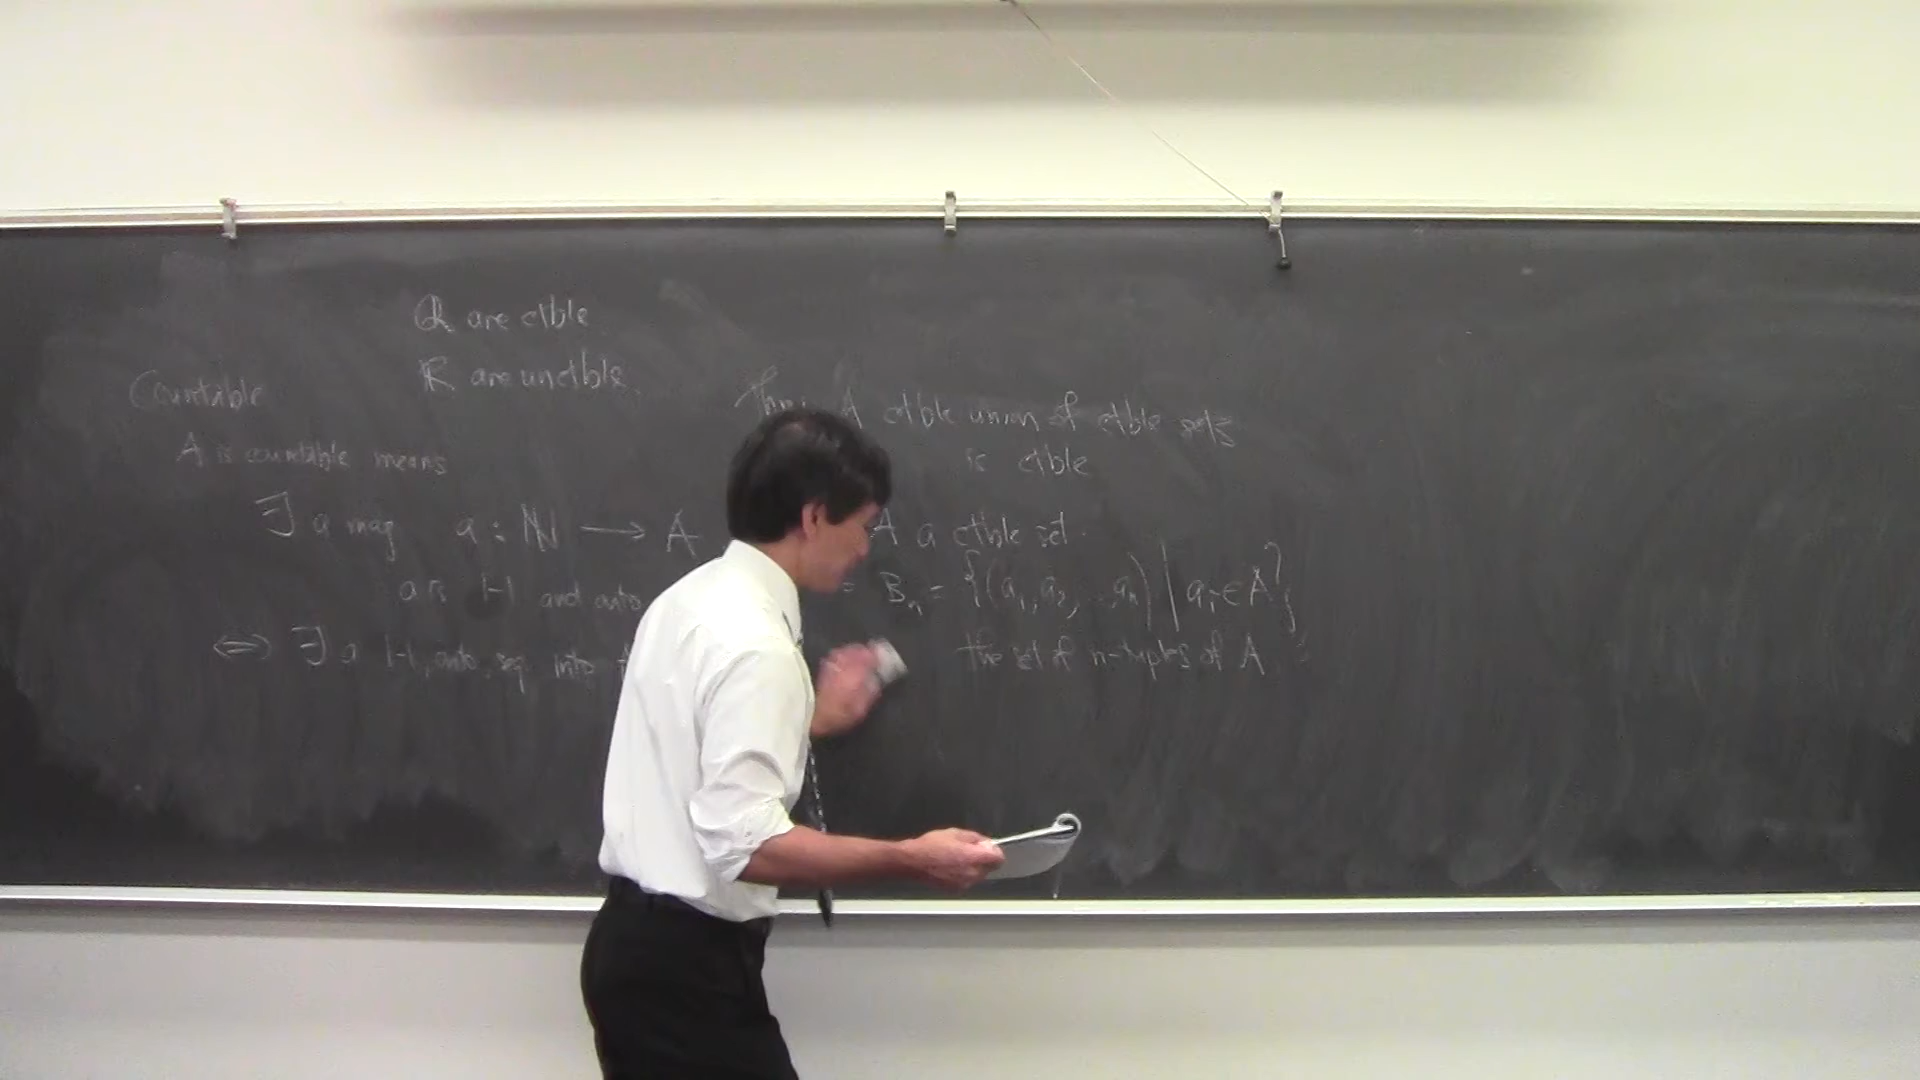 Q are ctble
R are unctble
Countable
A is countable means
∃ a map a : ℕ → A
a is 1-1 and onto
⇔ ∃ a 1-1, onto, seq. into
Thm: A ctble union of ctble sets
is ctble
A a ctble set.
= Bₙ = {(a₁, a₂, ..., aₙ) | aᵢ ∈ A}
the set of n-tuples of A